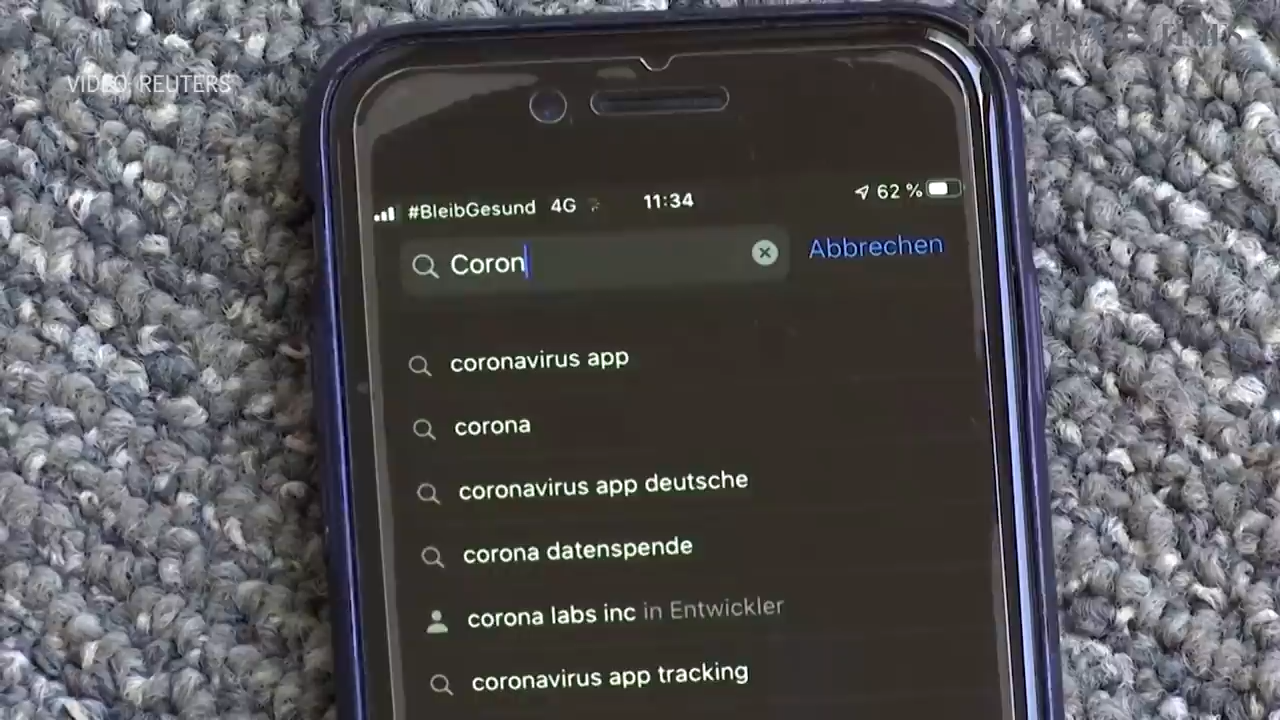 VIDEO: REUTERS
#BleibGesund 4G 11:34 62 %
Coron Abbrechen
coronavirus app
corona
coronavirus app deutsche
corona datenspende
corona labs inc in Entwickler
coronavirus app tracking